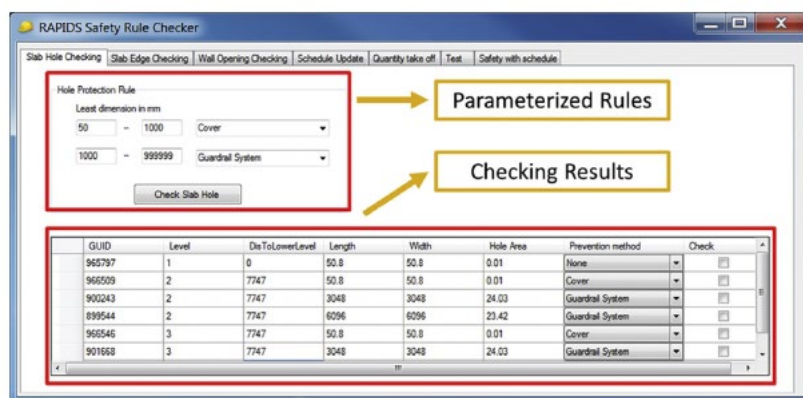 RAPIDS Safety Rule Checker
Slab Hole Checking Slab Edge Checking Wall Opening Checking Schedule Update Quantity take off Test Safety with schedule
Hole Protection Rule
Least dimension in mm
50 - 1000 Cover
1000 - 999999 Guardrail System
Check Slab Hole
Parameterized Rules
Checking Results
GUID Level DisToLowerLevel Length Width Hole Area Prevention method Check
965797 1 0 50.8 50.8 0.01 None
966509 2 7747 50.8 50.8 0.01 Cover
900243 2 7747 3048 3048 24.03 Guardrail System
899544 2 7747 6096 6096 23.42 Guardrail System
966546 3 7747 50.8 50.8 0.01 Cover
901668 3 7747 3048 3048 24.03 Guardrail System